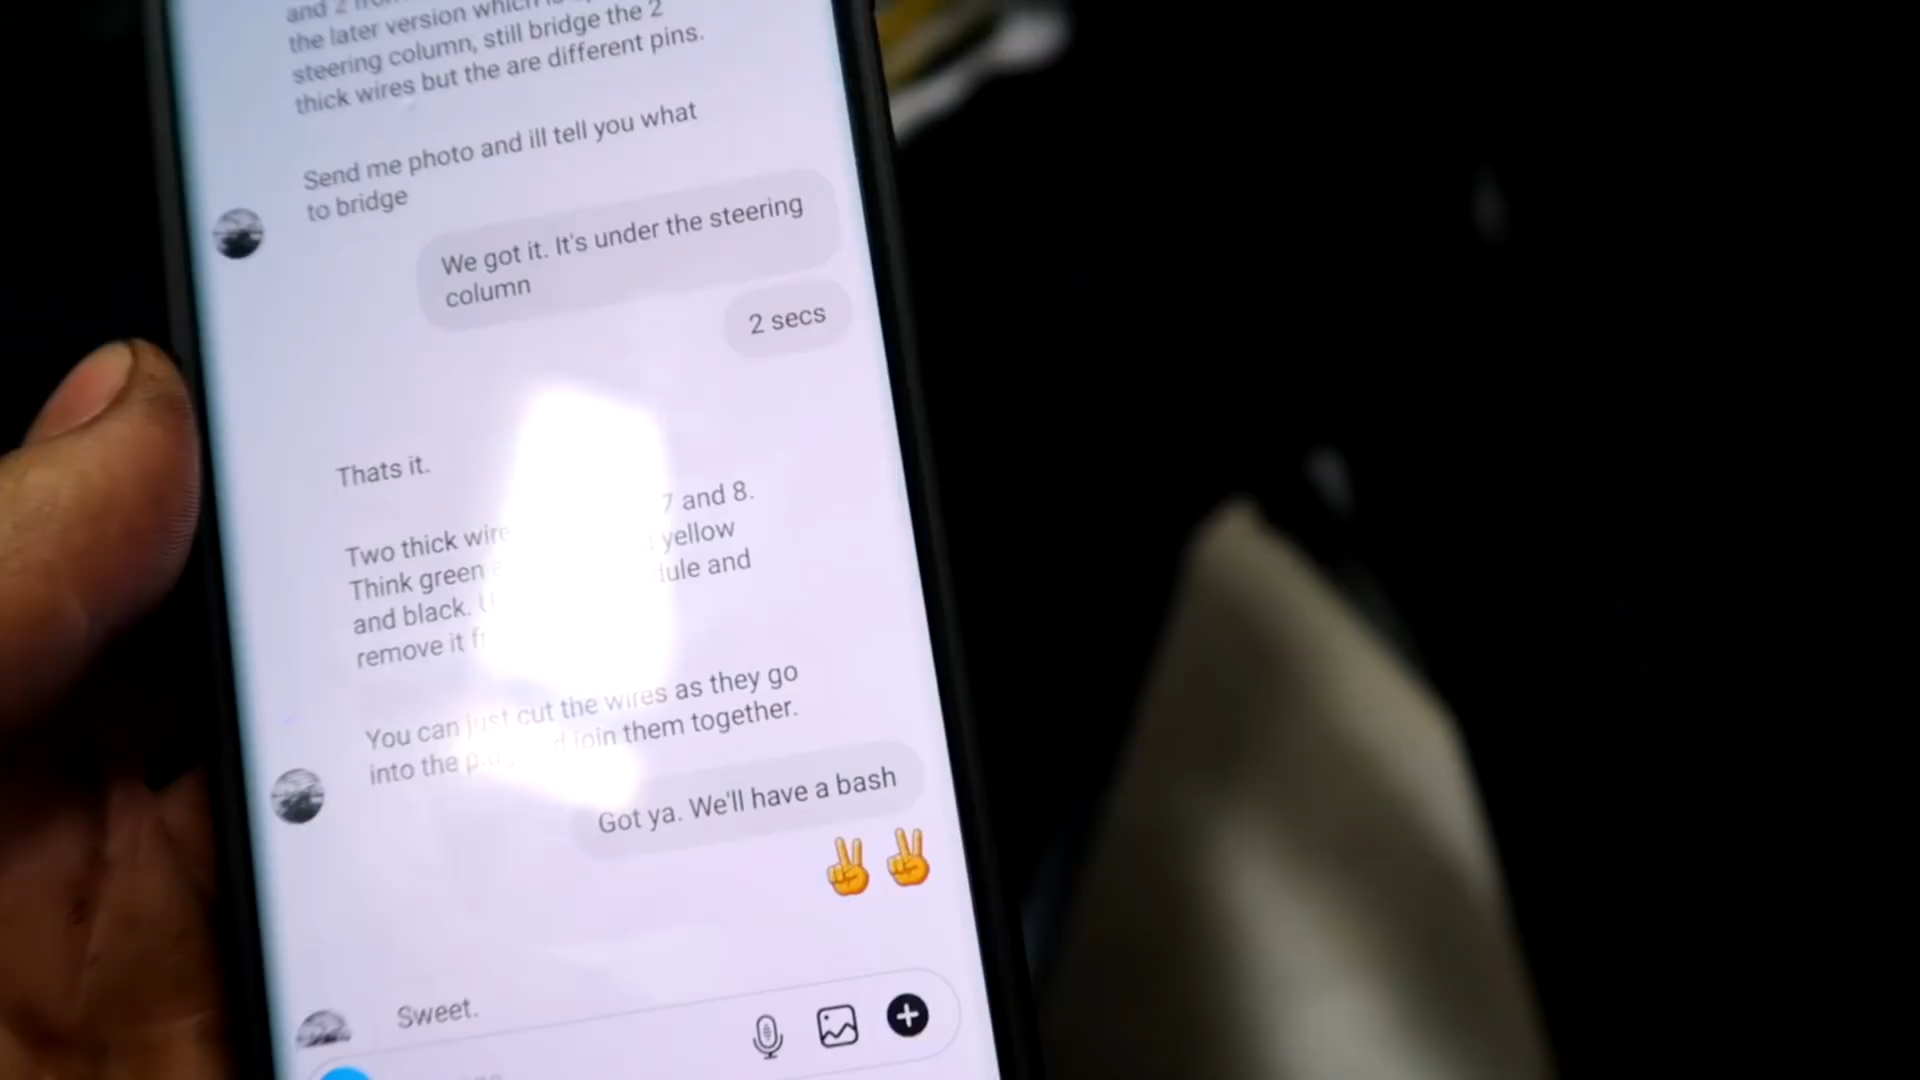 and 2
the later version which
steering column, still bridge the 2
thick wires but the are different pins.
Send me photo and ill tell you what
to bridge
We got it. It's under the steering
column
2 secs
Thats it.
Two thick wire 7 and 8.
Think green yellow
and black. dule and
remove it f
You can just cut the wires as they go
into the join them together.
Got ya. We'll have a bash
✌️✌️
Sweet.